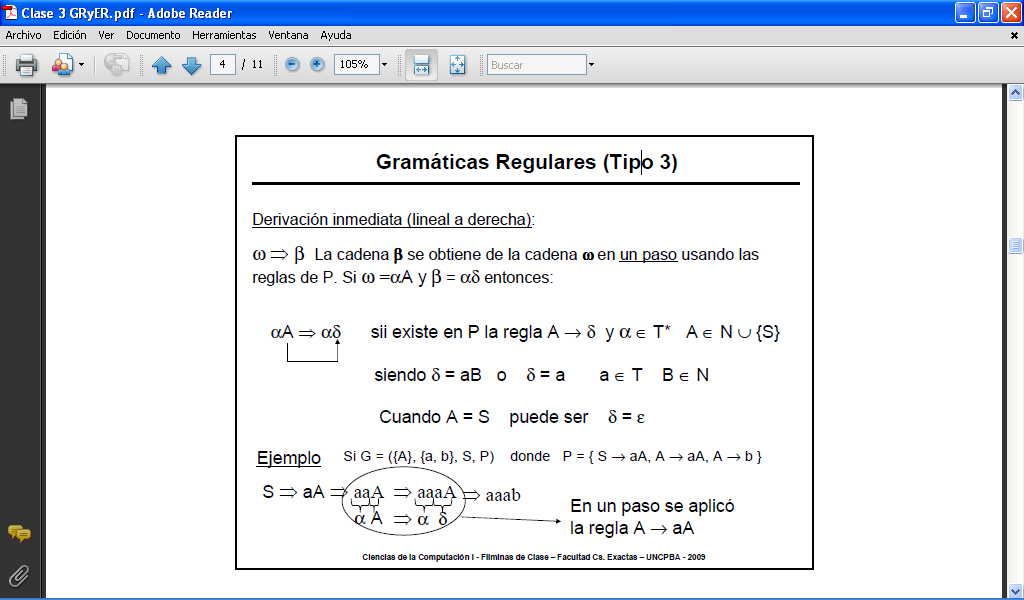 Clase 3 GRyER.pdf - Adobe Reader
Archivo Edición Ver Documento Herramientas Ventana Ayuda
4 / 11 105% Buscar
Gramáticas Regulares (Tipo 3)
Derivación inmediata (lineal a derecha):
ω ⇒ β La cadena β se obtiene de la cadena ω en un paso usando las
reglas de P. Si ω =αA y β = αδ entonces:
αA ⇒ αδ sii existe en P la regla A → δ y α ∈ T* A ∈ N ∪ {S}
siendo δ = aB o δ = a a ∈ T B ∈ N
Cuando A = S puede ser δ = ε
Ejemplo Si G = ({A}, {a, b}, S, P) donde P = { S → aA, A → aA, A → b }
S ⇒ aA ⇒ aaA ⇒ aaaA ⇒ aaab
α A ⇒ α δ
En un paso se aplicó
la regla A → aA
Ciencias de la Computación I - Filminas de Clase – Facultad Cs. Exactas – UNCPBA - 2009